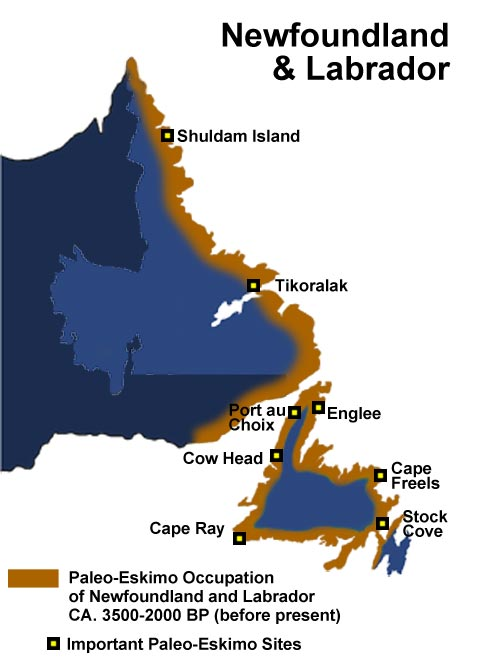 Newfoundland
& Labrador
Shuldam Island
Tikoralak
Port au
Choix
Englee
Cow Head
Cape
Freels
Stock
Cove
Cape Ray
Paleo-Eskimo Occupation
of Newfoundland and Labrador
CA. 3500-2000 BP (before present)
Important Paleo-Eskimo Sites